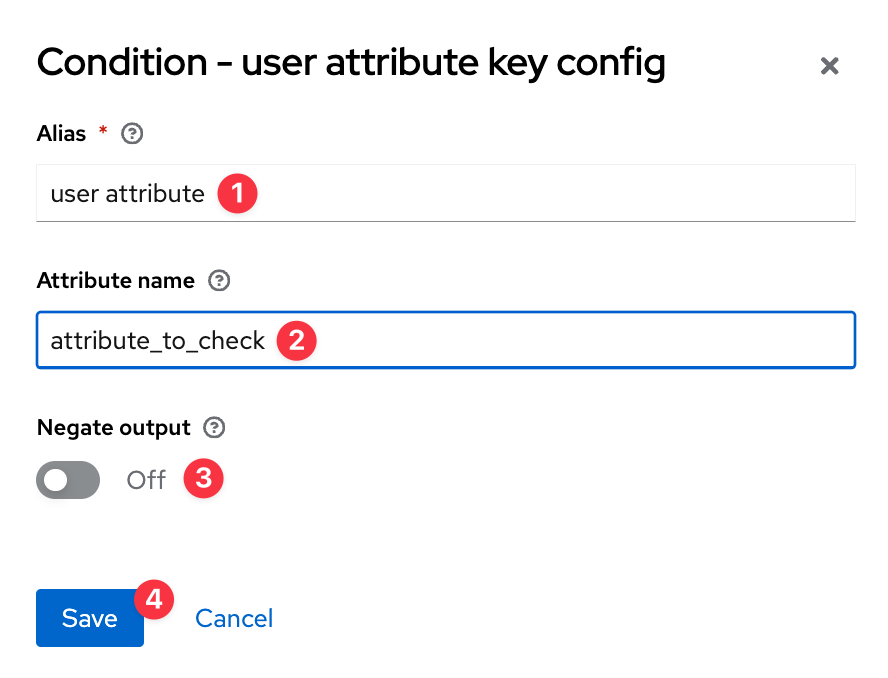 Condition - user attribute key config
Alias * ?
user attribute 1
Attribute name ?
attribute_to_check 2
Negate output ?
Off 3
Save 4 Cancel